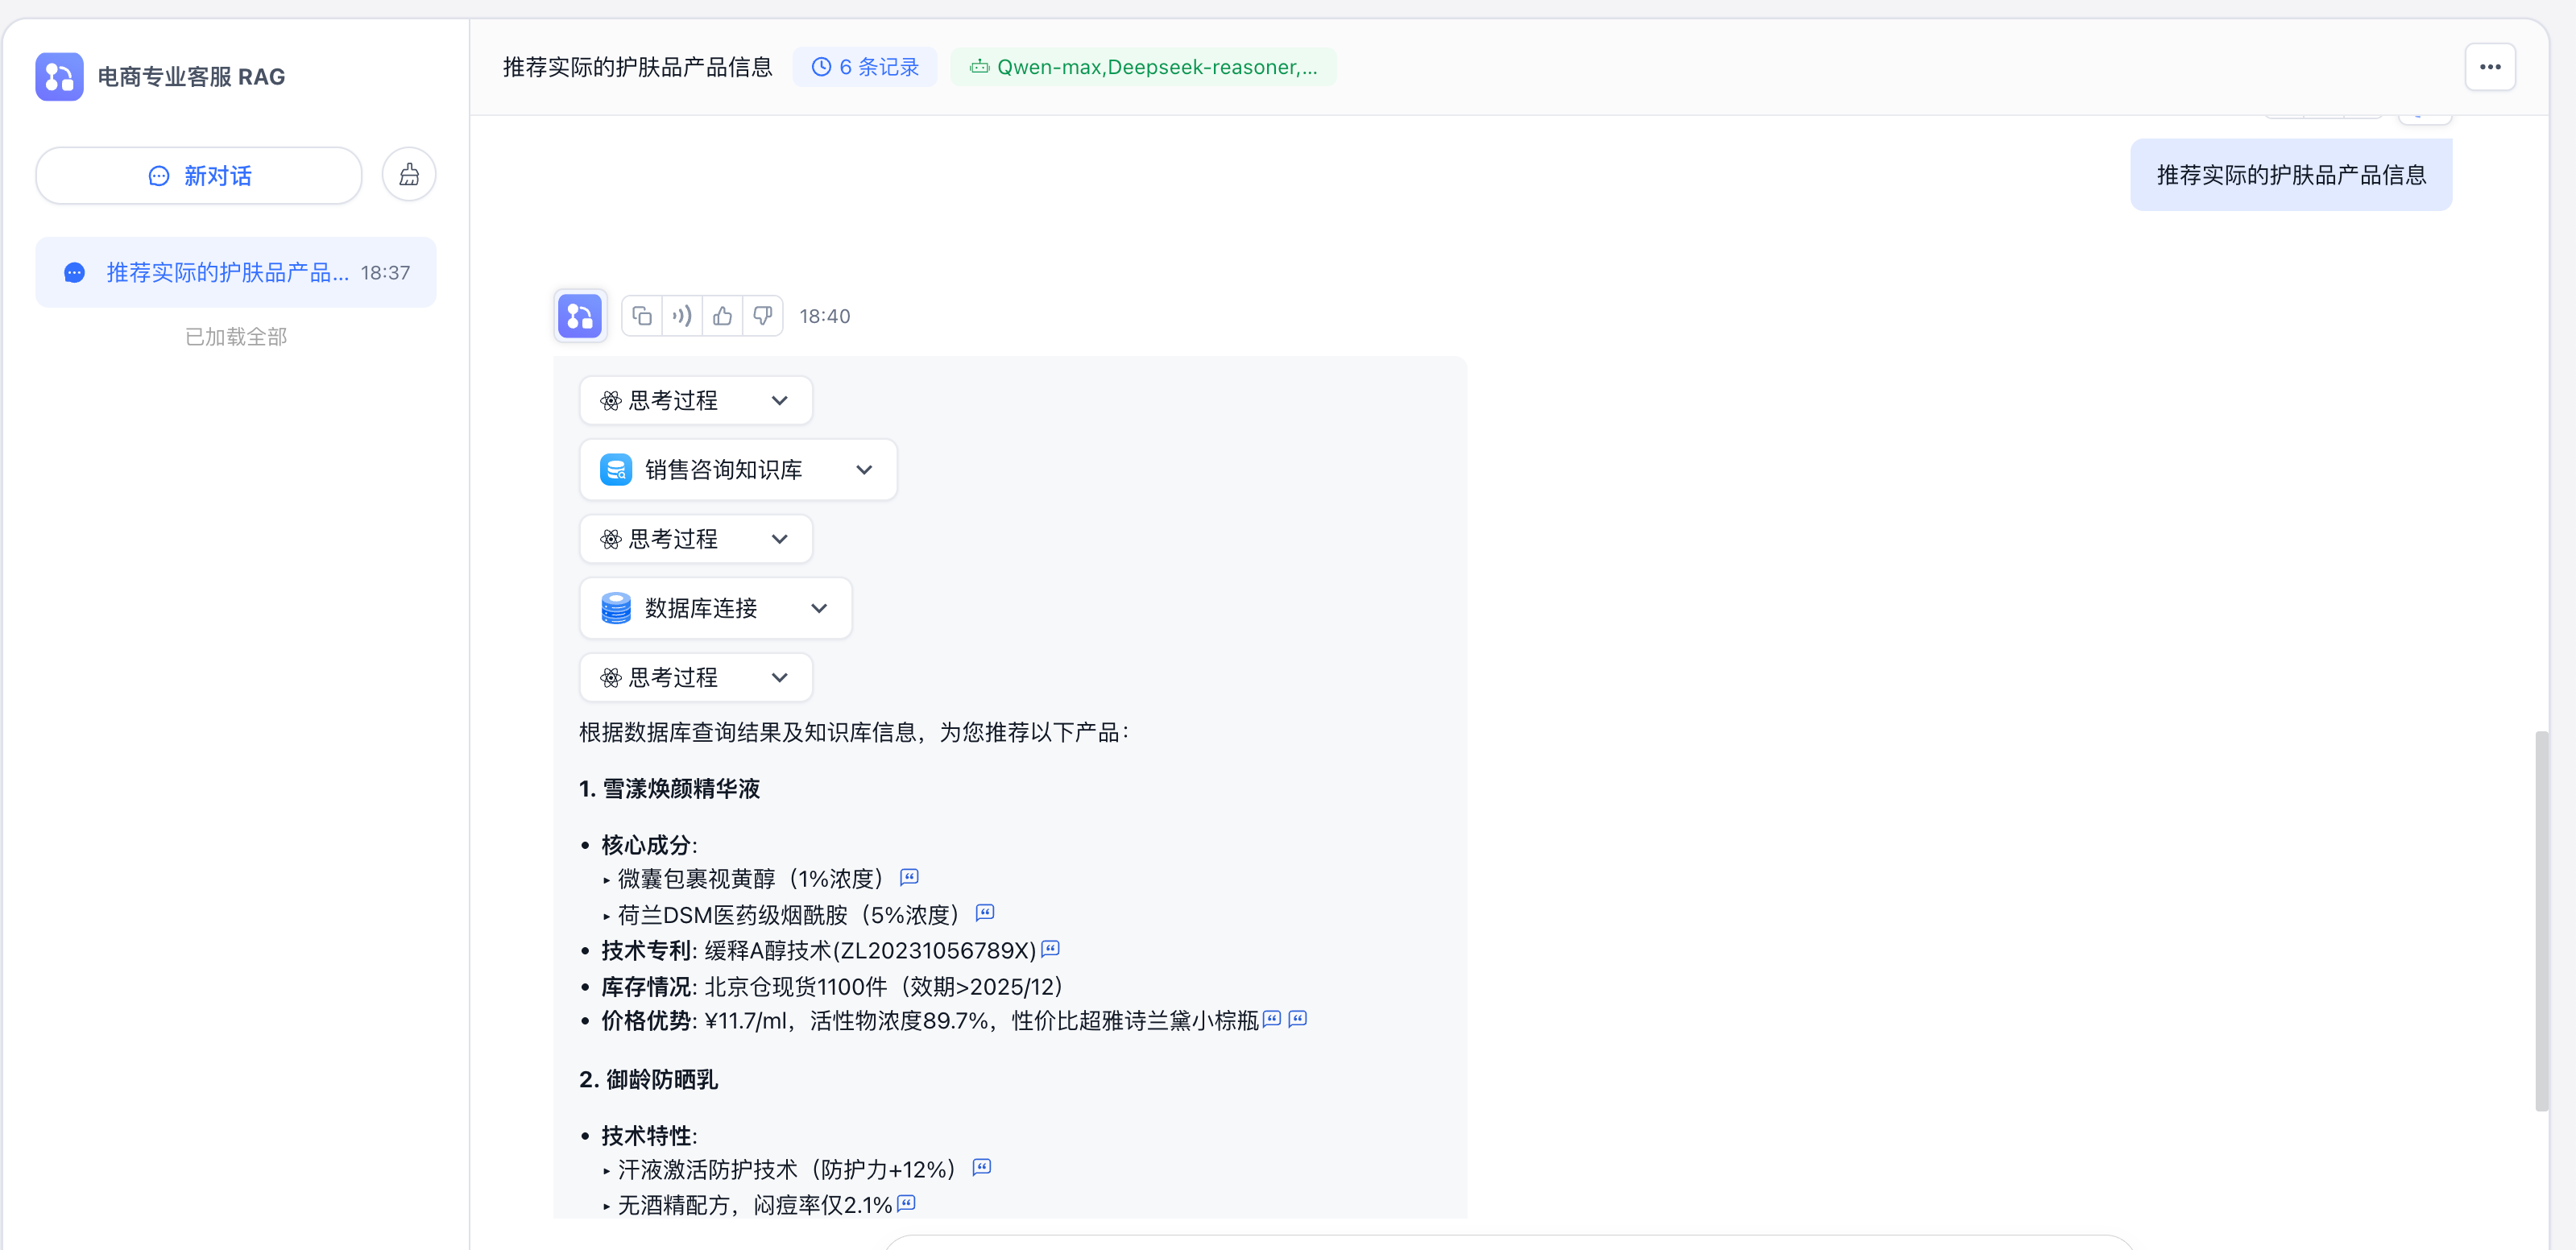 电商专业客服 RAG
新对话
推荐实际的护肤品产品... 18:37
已加载全部
推荐实际的护肤品产品信息 6 条记录 Qwen-max,Deepseek-reasoner,...
推荐实际的护肤品产品信息
18:40
思考过程
销售咨询知识库
思考过程
数据库连接
思考过程
根据数据库查询结果及知识库信息，为您推荐以下产品：
1. 雪漾焕颜精华液
• 核心成分:
▸ 微囊包裹视黄醇（1%浓度）
▸ 荷兰DSM医药级烟酰胺（5%浓度）
• 技术专利: 缓释A醇技术(ZL20231056789X)
• 库存情况: 北京仓现货1100件（效期>2025/12）
• 价格优势: ¥11.7/ml，活性物浓度89.7%，性价比超雅诗兰黛小棕瓶
2. 御龄防晒乳
• 技术特性:
▸ 汗液激活防护技术（防护力+12%）
▸ 无酒精配方，闷痘率仅2.1%